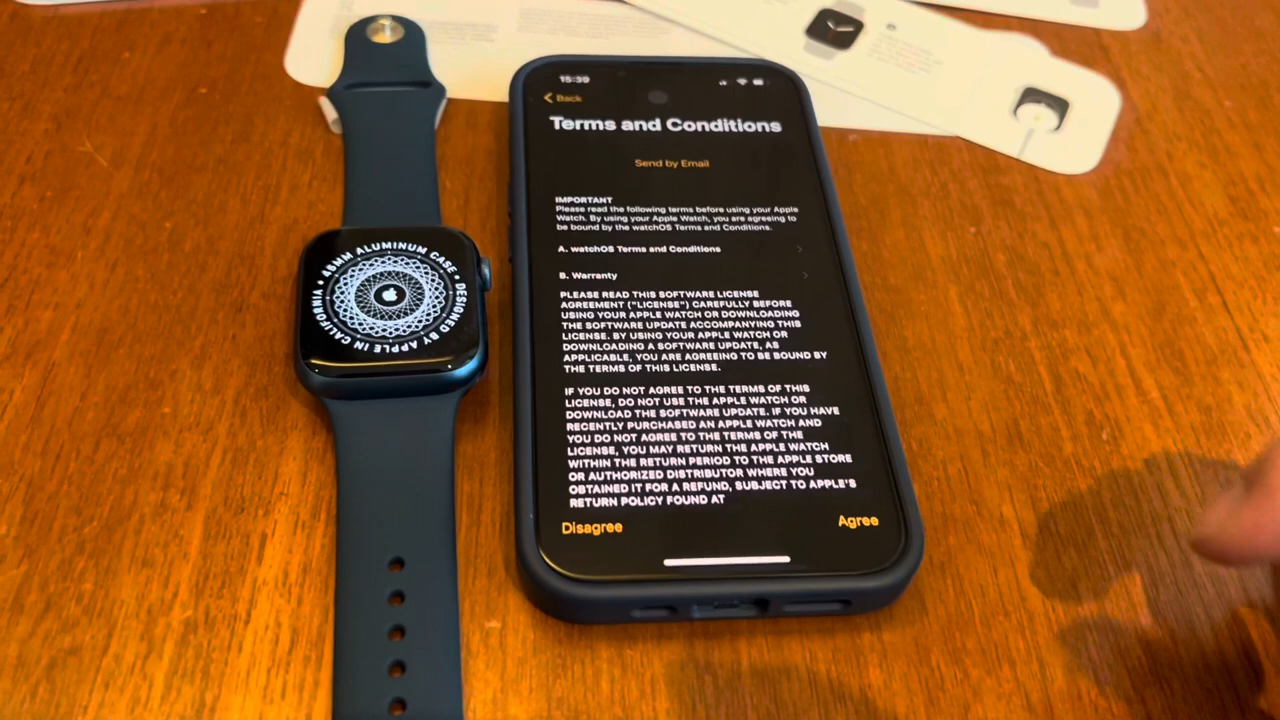 45MM ALUMINUM CASE • DESIGNED BY APPLE IN CALIFORNIA •
15:39
Back
Terms and Conditions
Send by Email
IMPORTANT
Please read the following terms before using your Apple
Watch. By using your Apple Watch, you are agreeing to
be bound by the watchOS Terms and Conditions.
A. watchOS Terms and Conditions
B. Warranty
PLEASE READ THIS SOFTWARE LICENSE
AGREEMENT ("LICENSE") CAREFULLY BEFORE
USING YOUR APPLE WATCH OR DOWNLOADING
THE SOFTWARE UPDATE ACCOMPANYING THIS
LICENSE. BY USING YOUR APPLE WATCH OR
DOWNLOADING A SOFTWARE UPDATE, AS
APPLICABLE, YOU ARE AGREEING TO BE BOUND BY
THE TERMS OF THIS LICENSE.
IF YOU DO NOT AGREE TO THE TERMS OF THIS
LICENSE, DO NOT USE THE APPLE WATCH OR
DOWNLOAD THE SOFTWARE UPDATE. IF YOU HAVE
RECENTLY PURCHASED AN APPLE WATCH AND
YOU DO NOT AGREE TO THE TERMS OF THE
LICENSE, YOU MAY RETURN THE APPLE WATCH
WITHIN THE RETURN PERIOD TO THE APPLE STORE
OR AUTHORIZED DISTRIBUTOR WHERE YOU
OBTAINED IT FOR A REFUND, SUBJECT TO APPLE'S
RETURN POLICY FOUND AT
Disagree
Agree